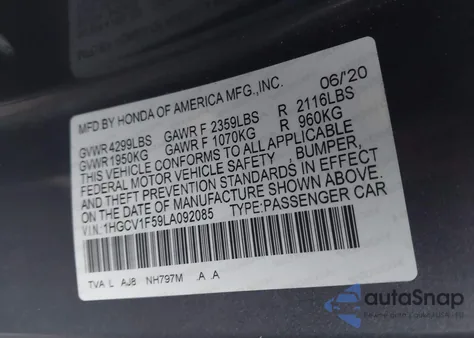 MFD.BY HONDA OF AMERICA MFG.,INC. 06/'20
GVWR 4299LBS GAWR F 2359LBS R 2116LBS
GVWR 1950KG GAWR F 1070KG R 960KG
THIS VEHICLE CONFORMS TO ALL APPLICABLE
FEDERAL MOTOR VEHICLE SAFETY , BUMPER,
AND THEFT PREVENTION STANDARDS IN EFFECT
ON THE DATE OF MANUFACTURE SHOWN ABOVE.
V.I.N.:1HGCV1F59LA092085 TYPE:PASSENGER CAR
TVA L AJ8 NH797M .A .A
autoSnap